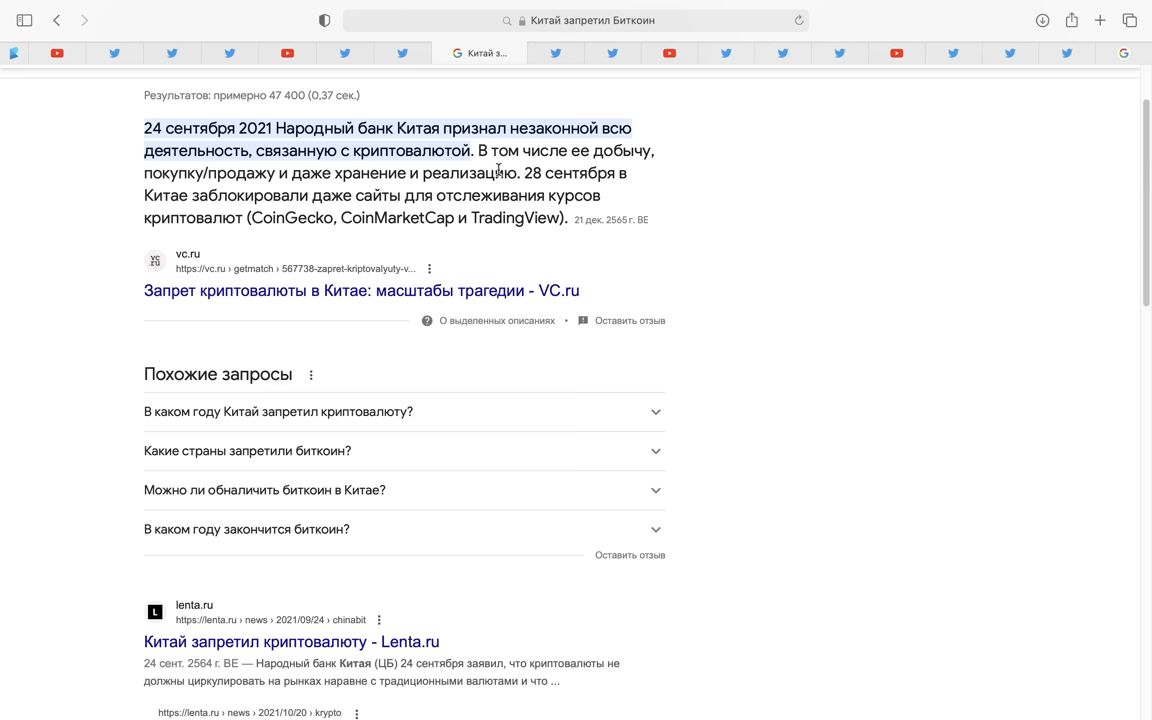 Китай запретил Биткоин
Китай з...
Результатов: примерно 47 400 (0,37 сек.)
24 сентября 2021 Народный банк Китая признал незаконной всю
деятельность, связанную с криптовалютой. В том числе ее добычу,
покупку/продажу и даже хранение и реализацию. 28 сентября в
Китае заблокировали даже сайты для отслеживания курсов
криптовалют (CoinGecko, CoinMarketCap и TradingView). 21 дек. 2565 г. BE
vc.ru
https://vc.ru › getmatch › 567738-zapret-kriptovalyuty-v...
Запрет криптовалюты в Китае: масштабы трагедии - VC.ru
О выделенных описаниях • Оставить отзыв
Похожие запросы
В каком году Китай запретил криптовалюту?
Какие страны запретили биткоин?
Можно ли обналичить биткоин в Китае?
В каком году закончится биткоин?
Оставить отзыв
lenta.ru
https://lenta.ru › news › 2021/09/24 › chinabit
Китай запретил криптовалюту - Lenta.ru
24 сент. 2564 г. BE — Народный банк Китая (ЦБ) 24 сентября заявил, что криптовалюты не
должны циркулировать на рынках наравне с традиционными валютами и что ...
https://lenta.ru › news › 2021/10/20 › krypto